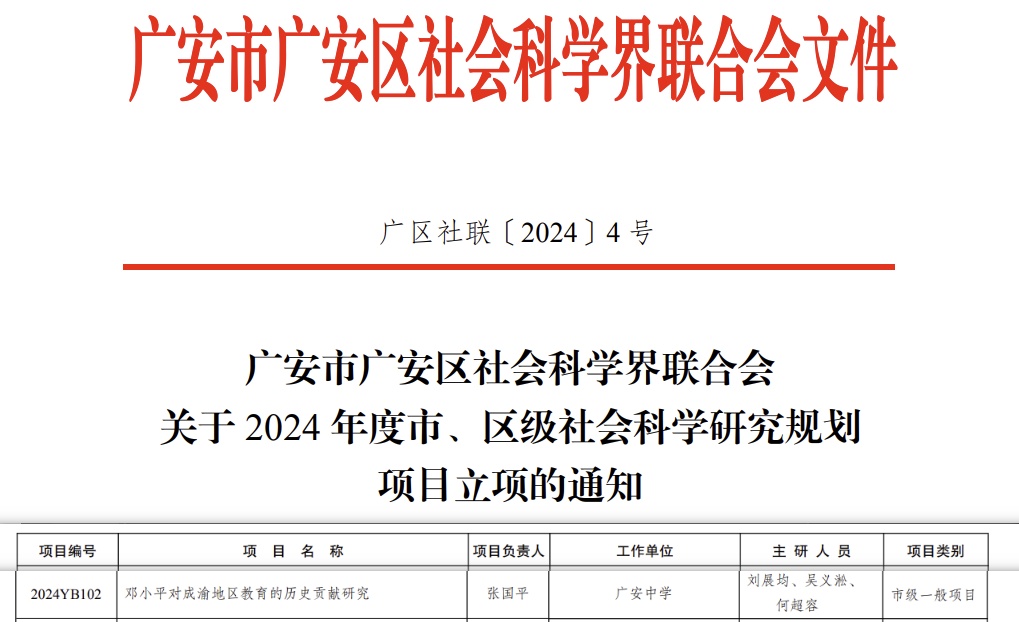 广安市广安区社会科学界联合会文件
广区社联〔2024〕4 号
广安市广安区社会科学界联合会
关于 2024 年度市、区级社会科学研究规划
项目立项的通知
项目编号 项 目 名 称 项目负责人 工作单位 主 研 人 员 项目类别
2024YB102 邓小平对成渝地区教育的历史贡献研究 张国平 广安中学 刘展均、吴义淞、 市级一般项目
何超容